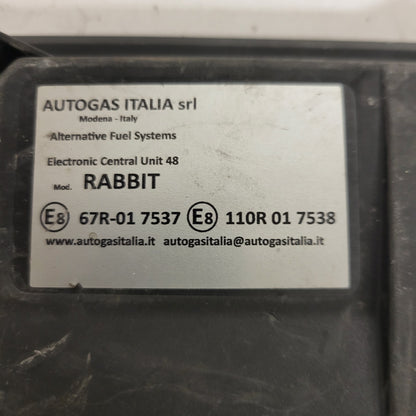 AUTOGAS ITALIA srl
Modena - Italy
Alternative Fuel Systems
Electronic Central Unit 48
Mod. RABBIT
E8 67R-01 7537 E8 110R 01 7538
www.autogasitalia.it autogasitalia@autogasitalia.it